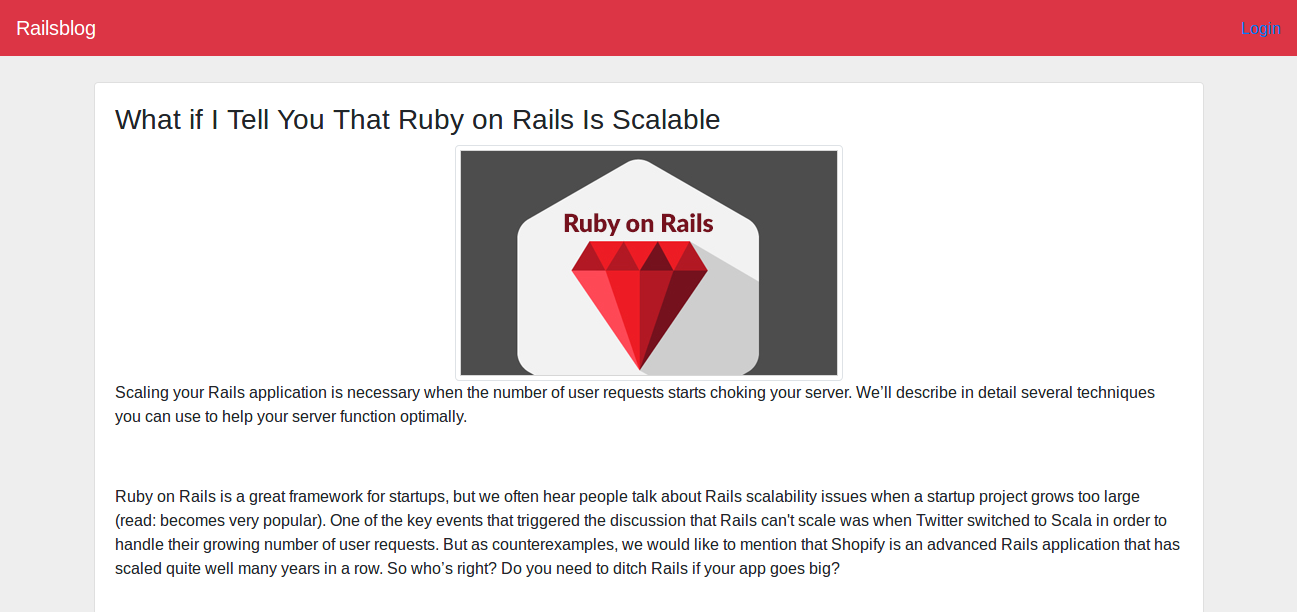 Railsblog
Login
What if I Tell You That Ruby on Rails Is Scalable
Ruby on Rails
Scaling your Rails application is necessary when the number of user requests starts choking your server. We’ll describe in detail several techniques
you can use to help your server function optimally.
Ruby on Rails is a great framework for startups, but we often hear people talk about Rails scalability issues when a startup project grows too large
(read: becomes very popular). One of the key events that triggered the discussion that Rails can't scale was when Twitter switched to Scala in order to
handle their growing number of user requests. But as counterexamples, we would like to mention that Shopify is an advanced Rails application that has
scaled quite well many years in a row. So who’s right? Do you need to ditch Rails if your app goes big?